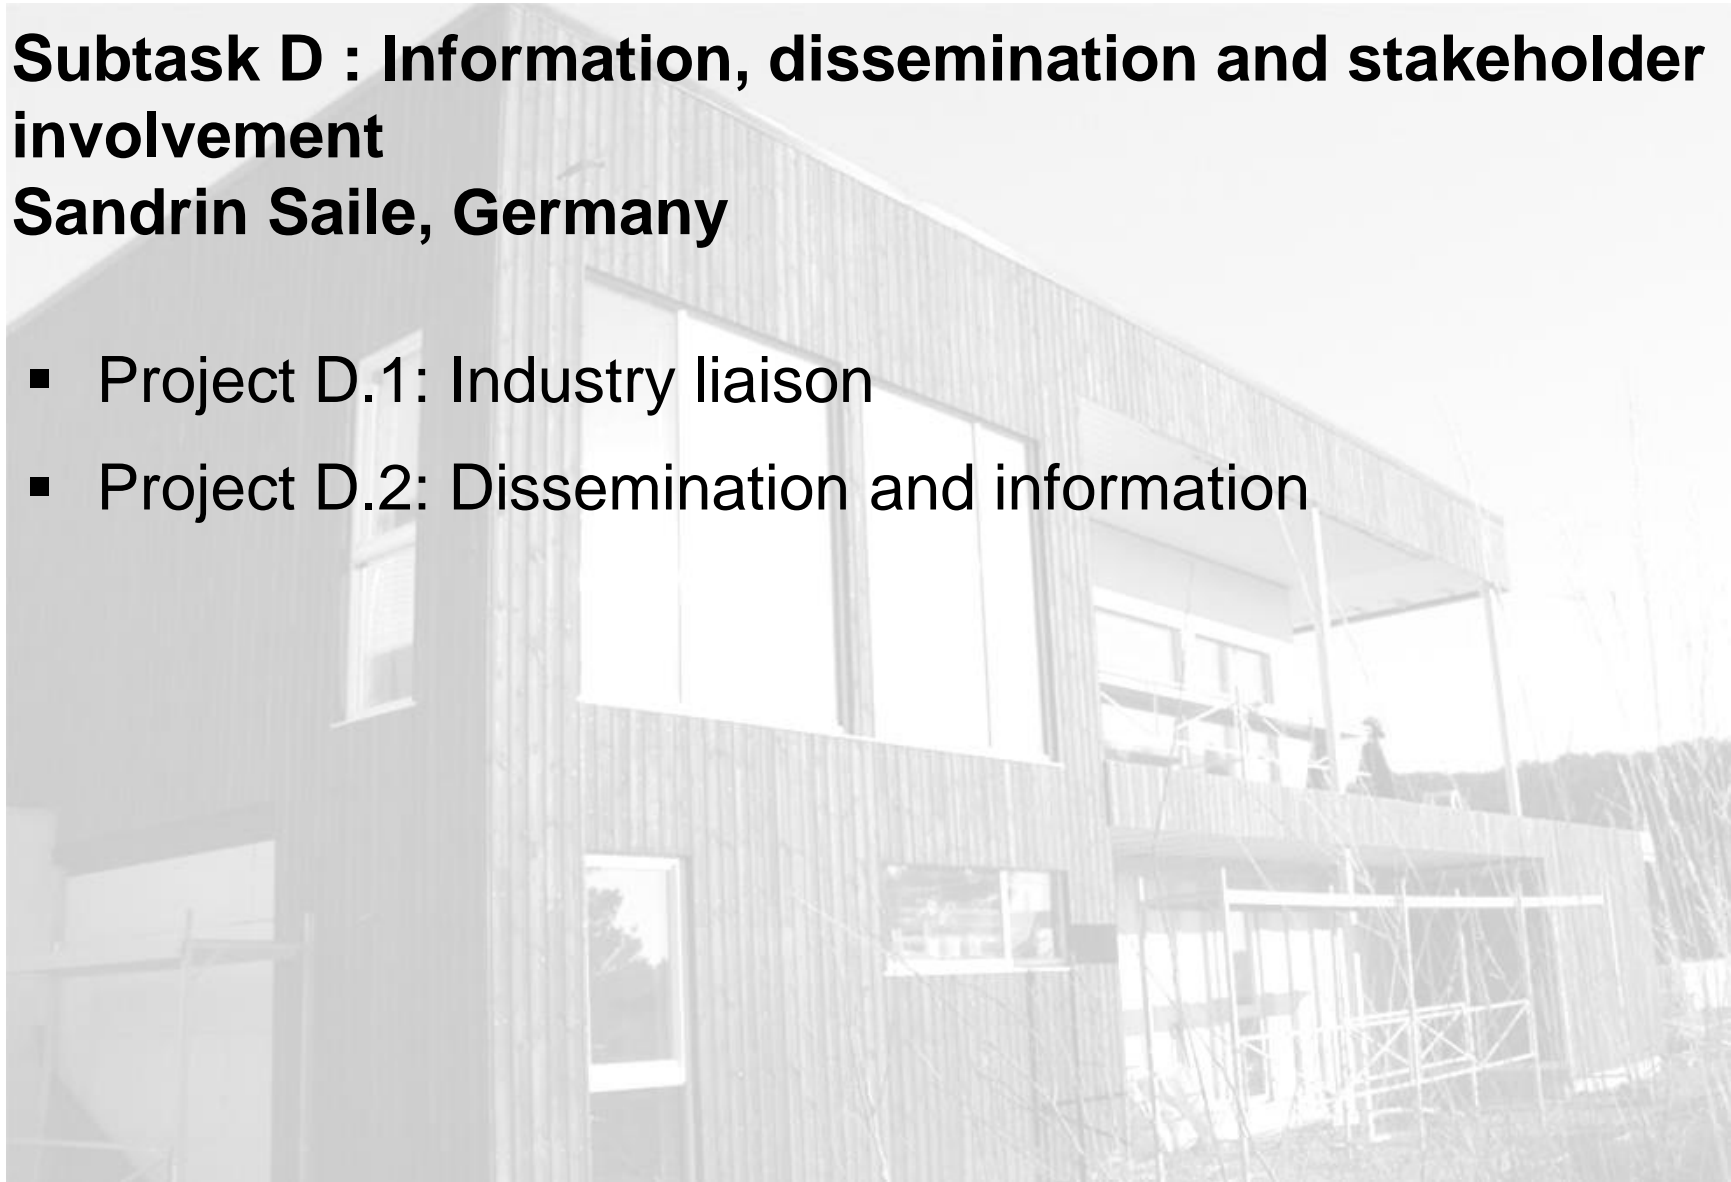 Subtask D : Information, dissemination and stakeholder
involvement
Sandrin Saile, Germany
▪ Project D.1: Industry liaison
▪ Project D.2: Dissemination and information